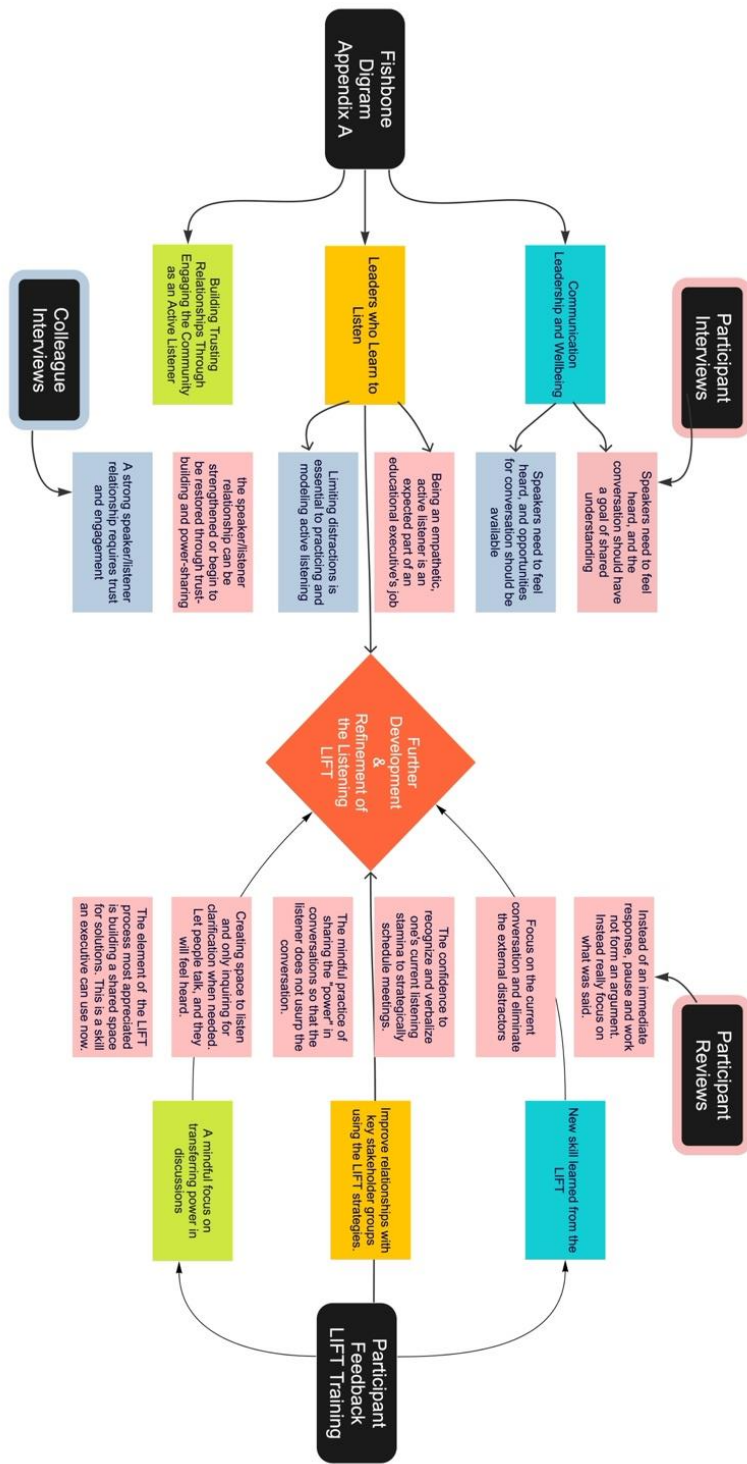 Fishbone
Digram
Appendix A
Participant
Interviews
Communication
Leadership and Wellbeing
Speakers need to feel
heard, and the
conversation should have
a goal of shared
understanding
Speakers need to feel
heard, and opportunities
for conversation should be
available
Leaders who Learn to
Listen
Being an empathetic,
active listener is an
expected part of an
educational executive's job
Limiting distractions is
essential to practicing and
modeling active listening
Building Trusting
Relationships Through
Engaging the Community
as an Active Listener
the speaker/listener
relationship can be
strengthened or begin to
be restored through trust-
building and power-sharing
A strong speaker/listener
relationship requires trust
and engagement
Colleague
Interviews
Further
Development
&
Refinement of
the Listening
LIFT
Participant
Reviews
Instead of an immediate
response, pause and work
not form an argument.
Instead really focus on
what was said.
Focus on the current
conversation and eliminate
the external distractors
New skill learned from the
LIFT
The confidence to
recognize and verbalize
one's current listening
stamina to strategically
schedule meetings.
The mindful practice of
sharing the "power" in
conversations so that the
listener does not usurp the
conversation.
Improve relationships with
key stakeholder groups
using the LIFT strategies.
Creating space to listen
and only inquiring for
clarification when needed.
Let people talk, and they
will feel heard.
The element of the LIFT
process most appreciated
is building a shared space
for solutions. This is a skill
an executive can use now.
A mindful focus on
transferring power in
discussions
Participant
Feedback
LIFT Training